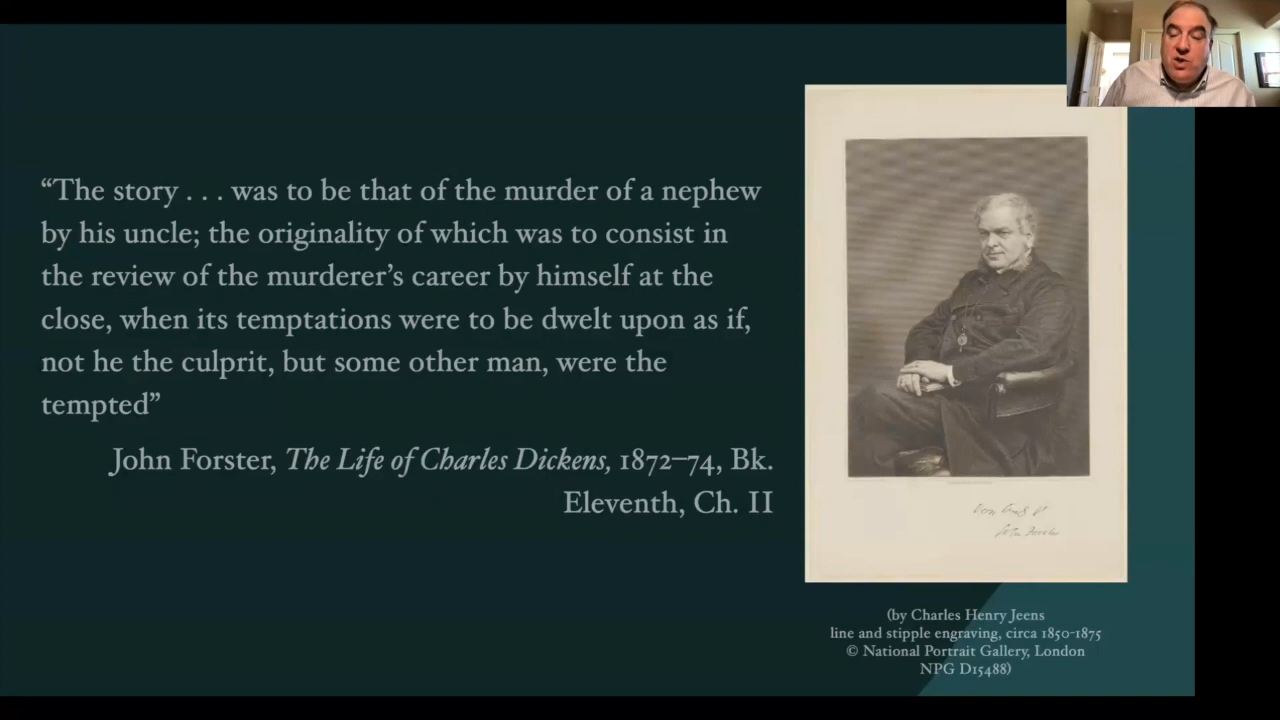 “The story . . . was to be that of the murder of a nephew
by his uncle; the originality of which was to consist in
the review of the murderer’s career by himself at the
close, when its temptations were to be dwelt upon as if,
not he the culprit, but some other man, were the
tempted”
John Forster, The Life of Charles Dickens, 1872–74, Bk.
Eleventh, Ch. II
John Forster
(by Charles Henry Jeens
line and stipple engraving, circa 1850-1875
© National Portrait Gallery, London
NPG D15488)